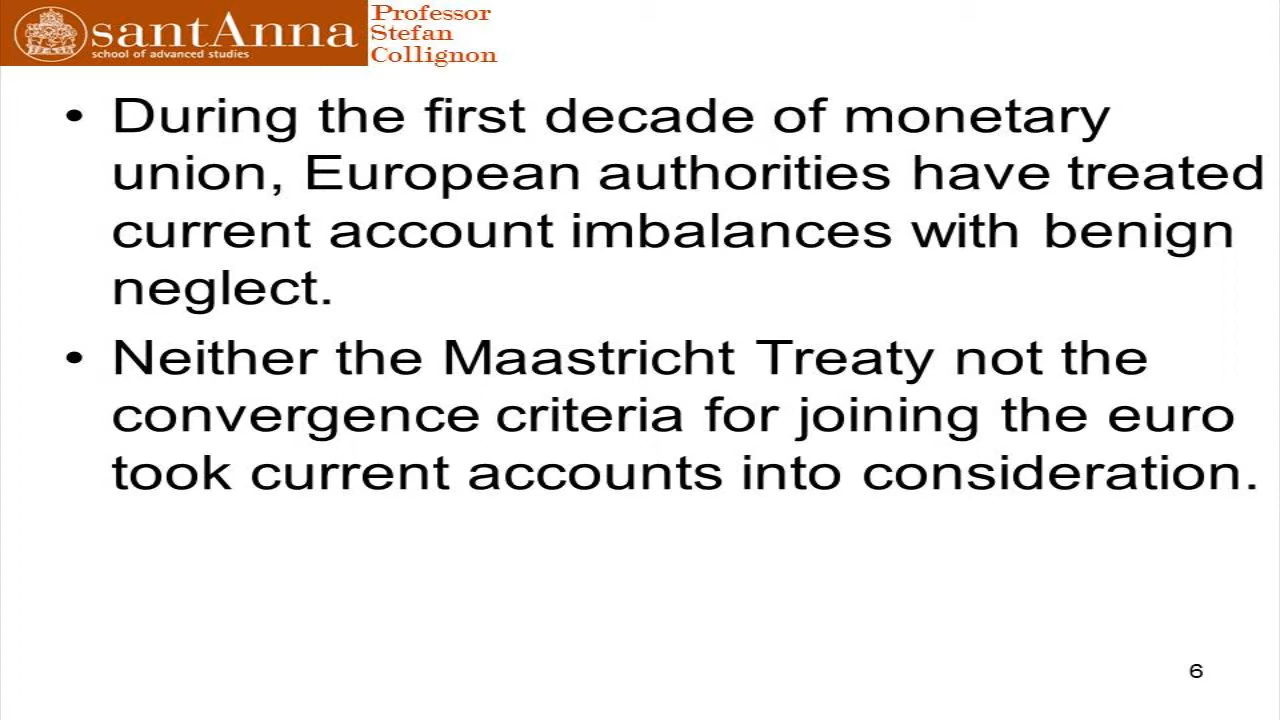 santAnna
school of advanced studies
Professor
Stefan
Collignon
• During the first decade of monetary
union, European authorities have treated
current account imbalances with benign
neglect.
• Neither the Maastricht Treaty not the
convergence criteria for joining the euro
took current accounts into consideration.
6